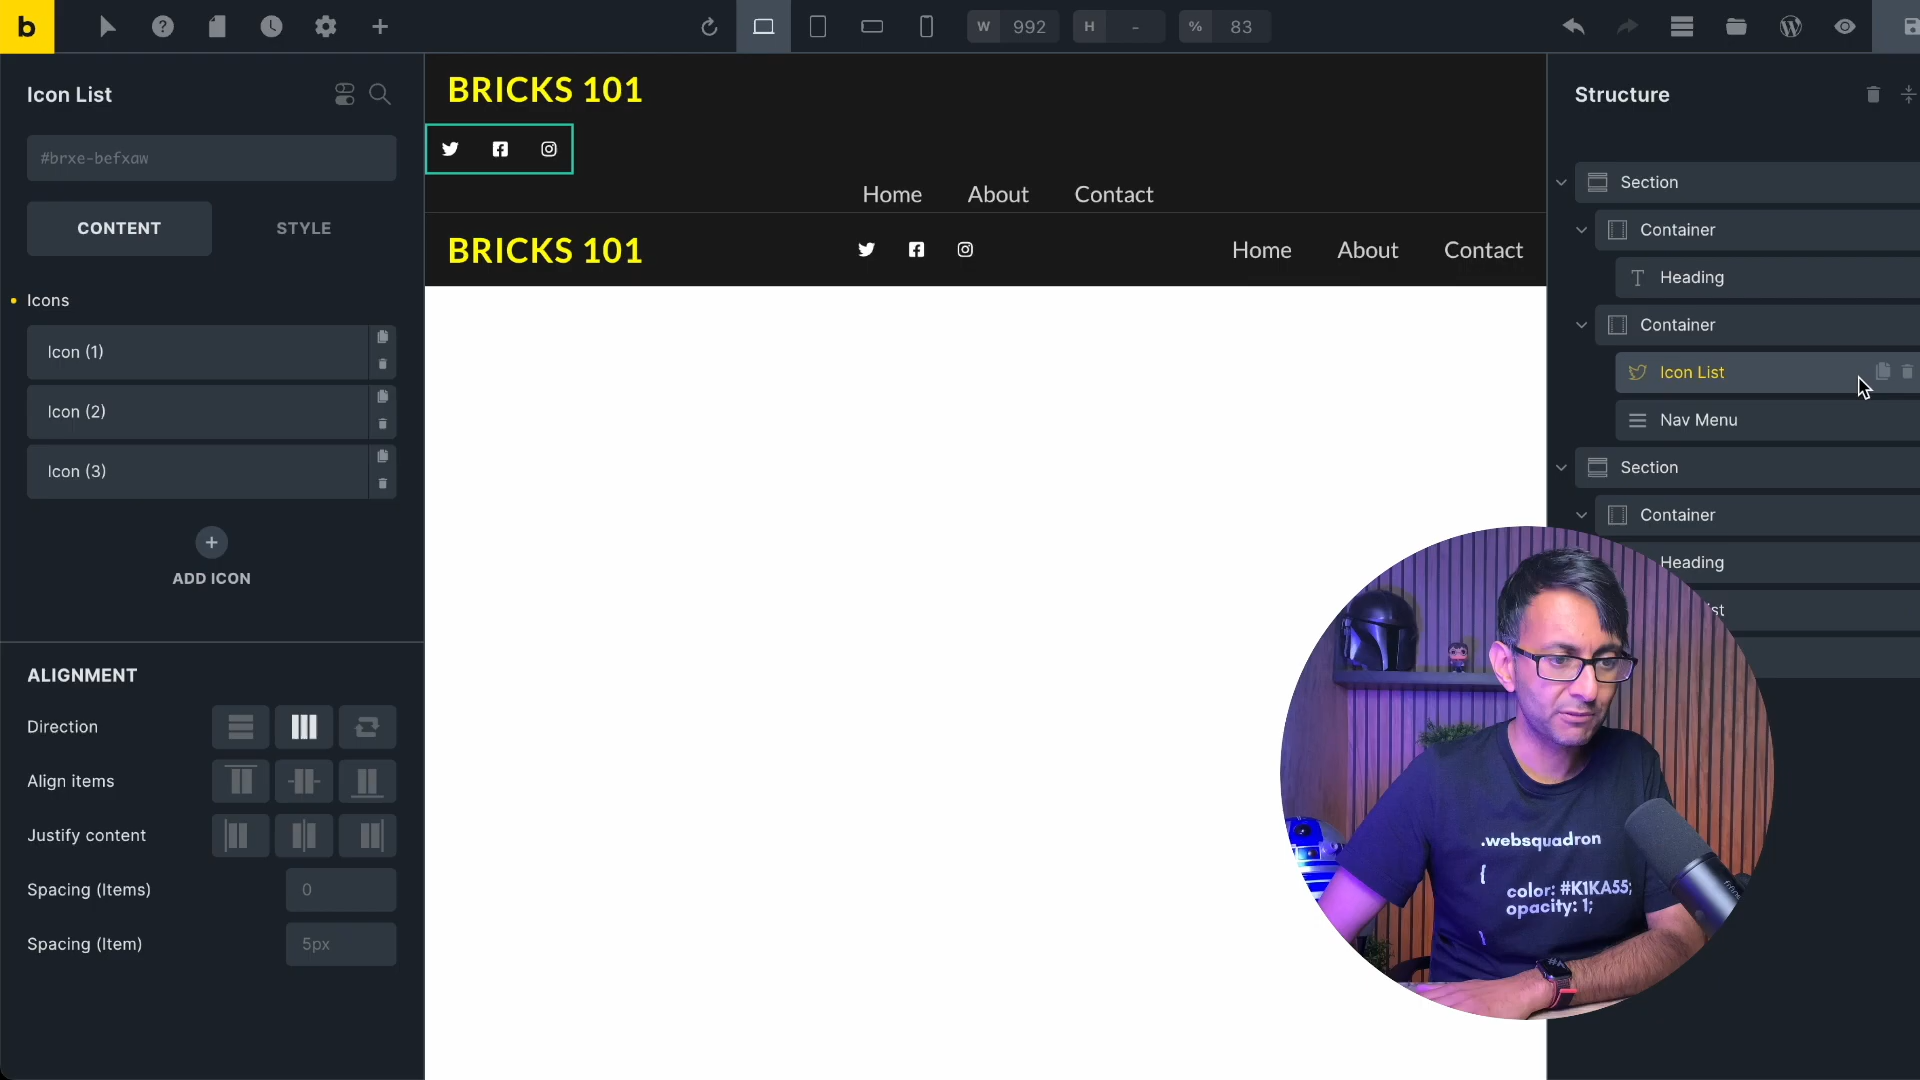 b
W 992 H - % 83
Icon List
#brxe-befxaw
CONTENT STYLE
Icons
Icon (1)
Icon (2)
Icon (3)
+
ADD ICON
ALIGNMENT
Direction
Align items
Justify content
Spacing (Items) 0
Spacing (Item) 5px
BRICKS 101
Home About Contact
BRICKS 101 Home About Contact
Structure
Section
Container
Heading
Container
Icon List
Nav Menu
Section
Container
Heading
.websquadron
{
color: #K1KA55;
opacity: 1;
}